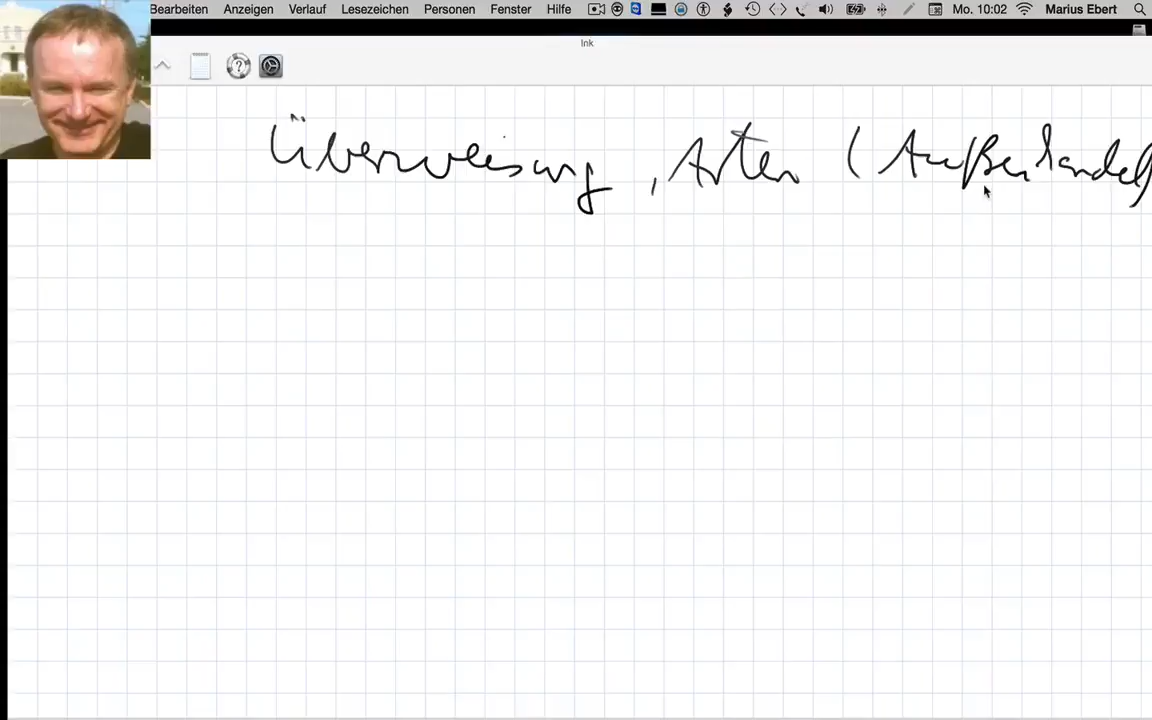 Bearbeiten Anzeigen Verlauf Lesezeichen Personen Fenster Hilfe Mo. 10:02 Marius Ebert
Ink
Überweisung, Arten (Außenhandel)